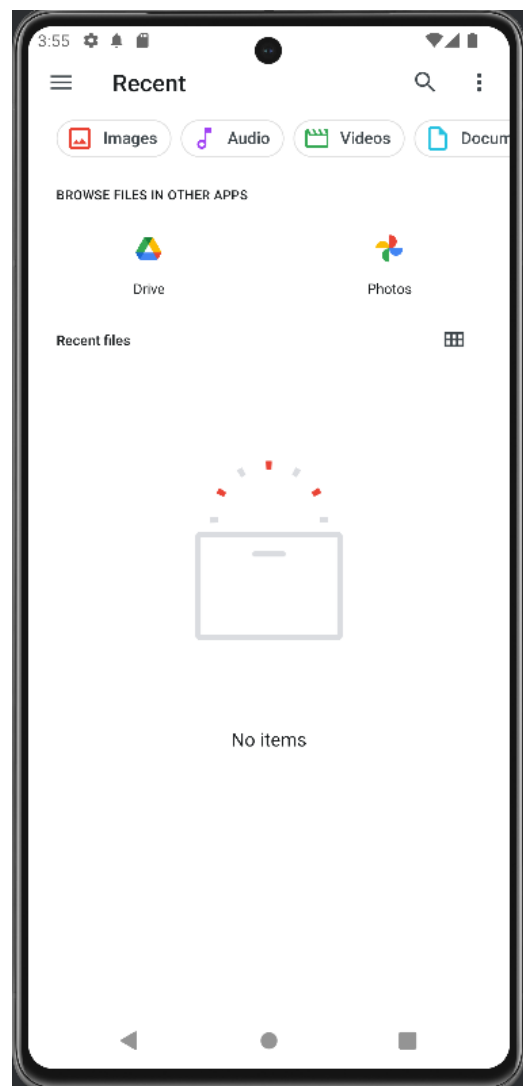 3:55
Recent
Images Audio Videos Docum
BROWSE FILES IN OTHER APPS
Drive Photos
Recent files
No items